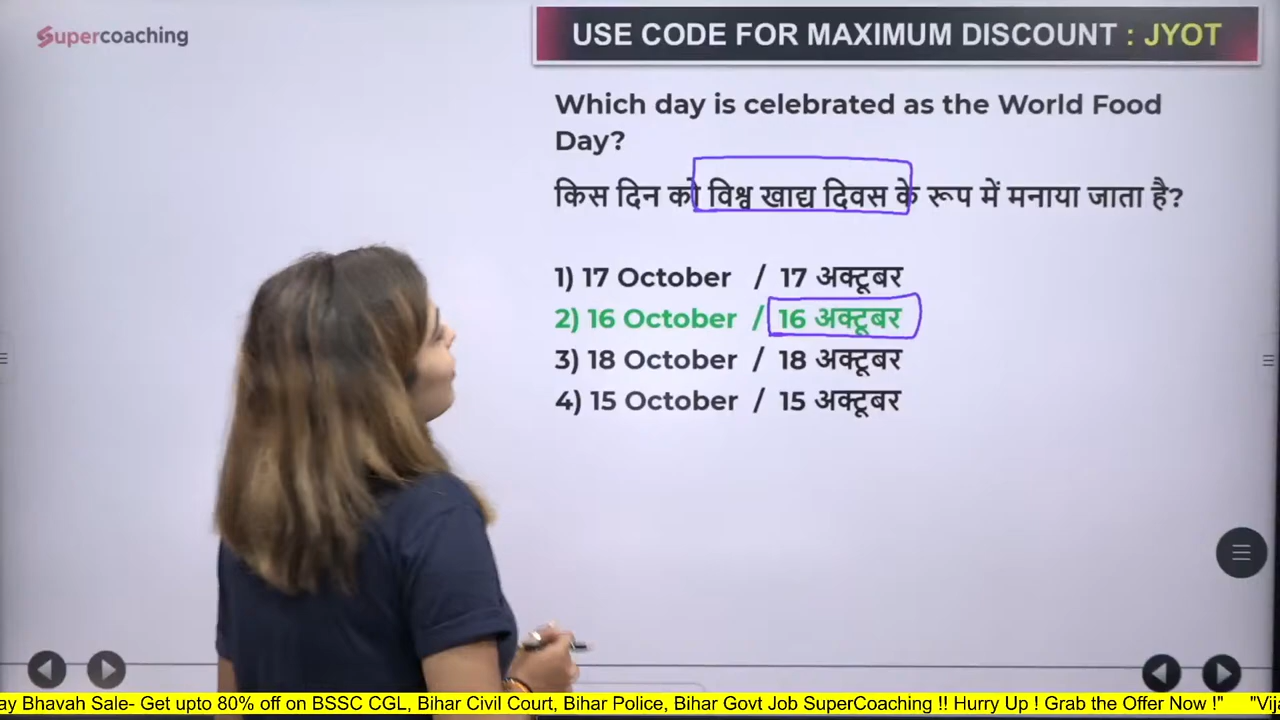 Supercoaching
USE CODE FOR MAXIMUM DISCOUNT : JYOT
Which day is celebrated as the World Food
Day?
किस दिन को विश्व खाद्य दिवस के रूप में मनाया जाता है?
1) 17 October / 17 अक्टूबर
2) 16 October / 16 अक्टूबर
3) 18 October / 18 अक्टूबर
4) 15 October / 15 अक्टूबर
ay Bhavah Sale- Get upto 80% off on BSSC CGL, Bihar Civil Court, Bihar Police, Bihar Govt Job SuperCoaching !! Hurry Up ! Grab the Offer Now !" "Vija